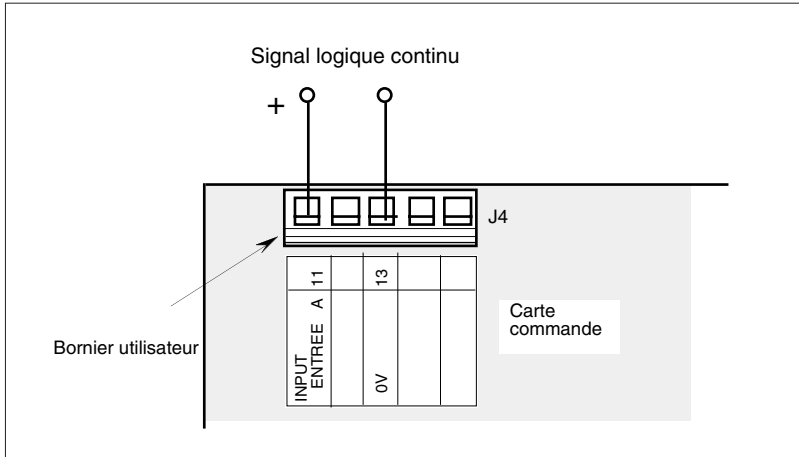 Signal logique continu
+
J4
11
13
INPUT
ENTREE A
0V
Carte
commande
Bornier utilisateur